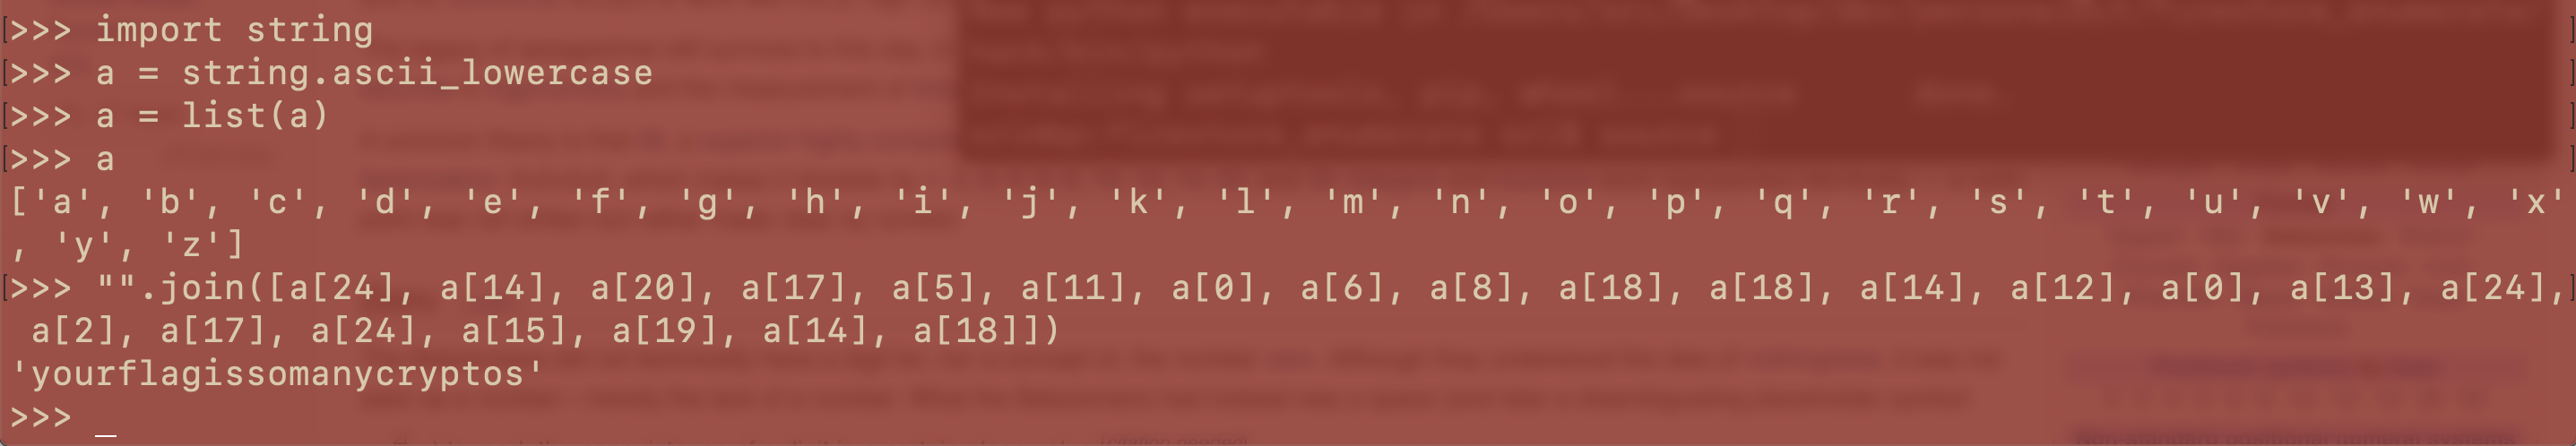 >>> import string
>>> a = string.ascii_lowercase
>>> a = list(a)
>>> a
['a', 'b', 'c', 'd', 'e', 'f', 'g', 'h', 'i', 'j', 'k', 'l', 'm', 'n', 'o', 'p', 'q', 'r', 's', 't', 'u', 'v', 'w', 'x'
, 'y', 'z']
>>> "".join([a[24], a[14], a[20], a[17], a[5], a[11], a[0], a[6], a[8], a[18], a[18], a[14], a[12], a[0], a[13], a[24],
a[2], a[17], a[24], a[15], a[19], a[14], a[18]])
'yourflagissomanycryptos'
>>>